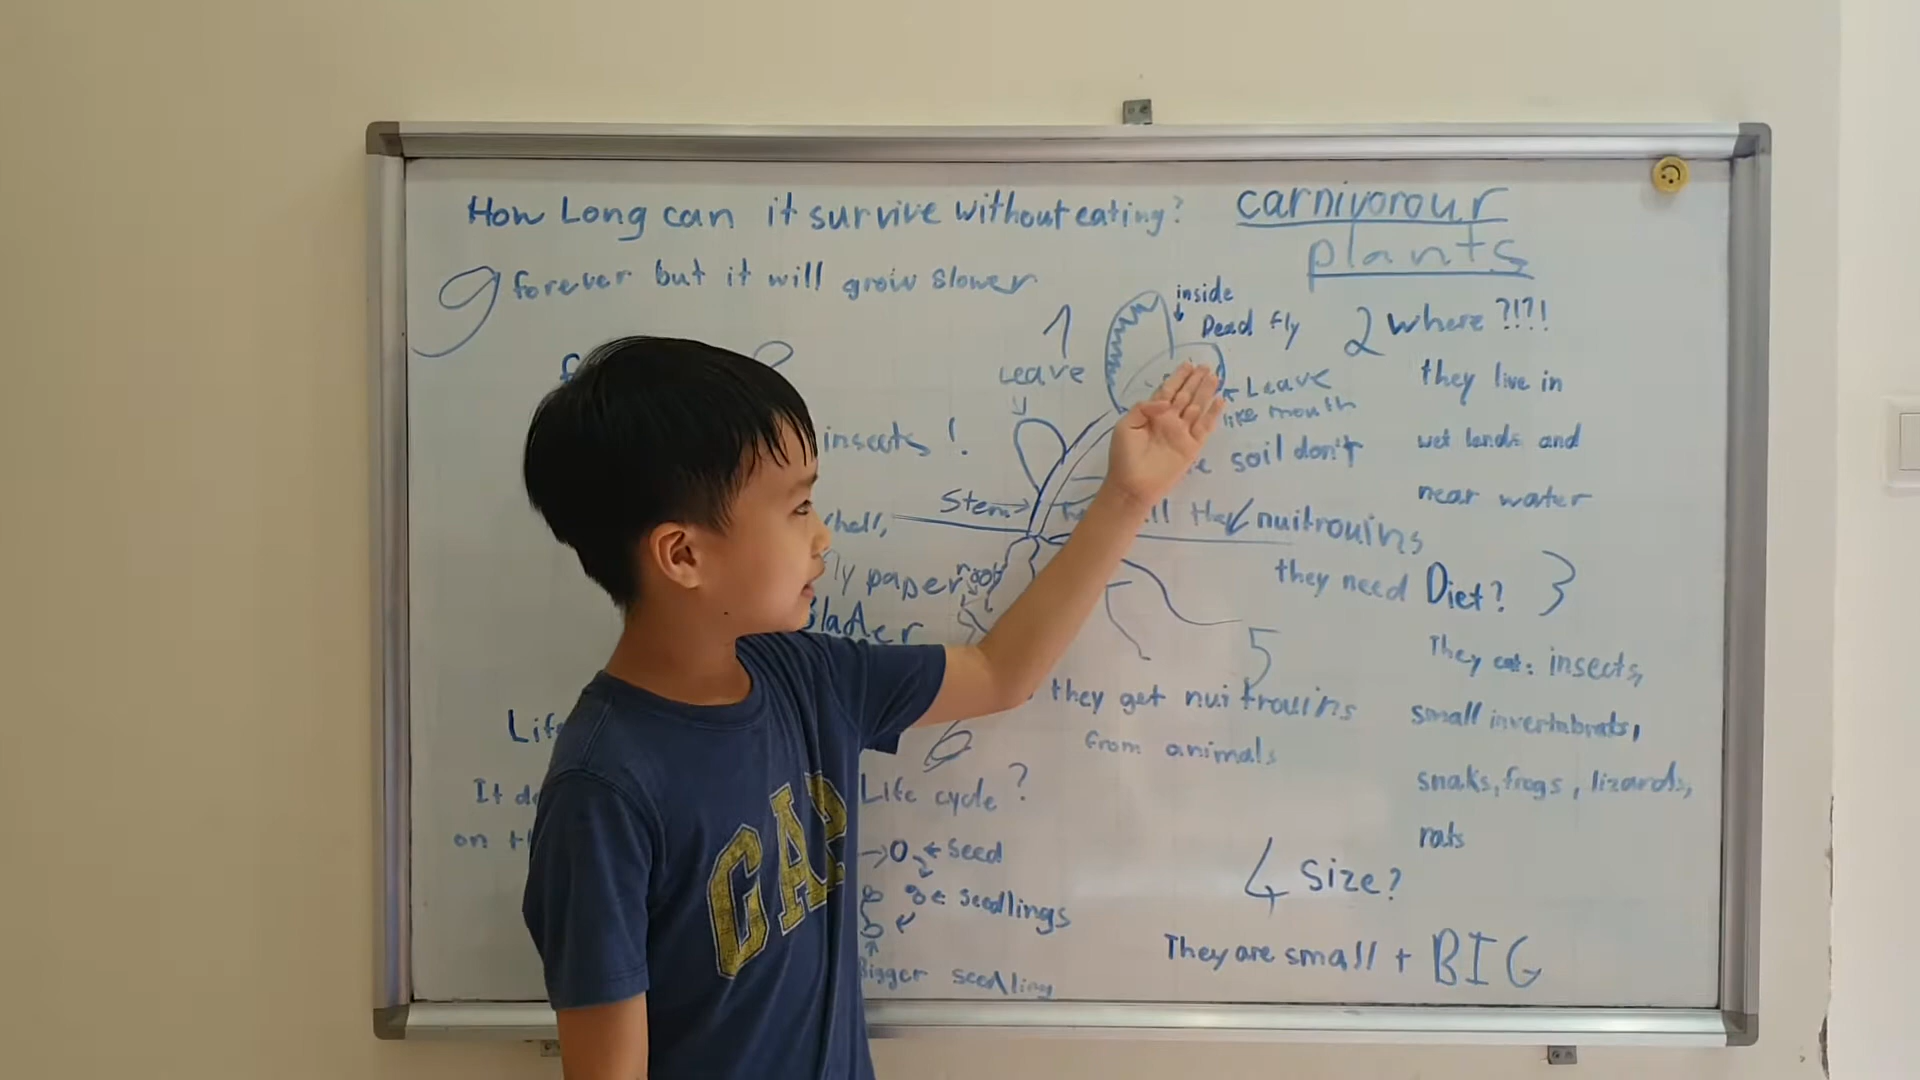 How Long can it survive without eating?
carnivorour
plants
9 forever but it will grow slower
1
inside
Dead fly
Leave
Leave
like mouth
2 where ?!?!
they live in
wet lands and
near water
insects!
soil don't
Stem
all the nuitrouins
they need
Diet? 3
paper
root
They eat: insects,
small invertabrats,
snaks, frogs, lizards,
rats
5
they get nuitrouins
from animals
6
Life cycle?
Seed
Seedlings
Bigger seedling
It
on
4 Size?
They are small + BIG
GAP